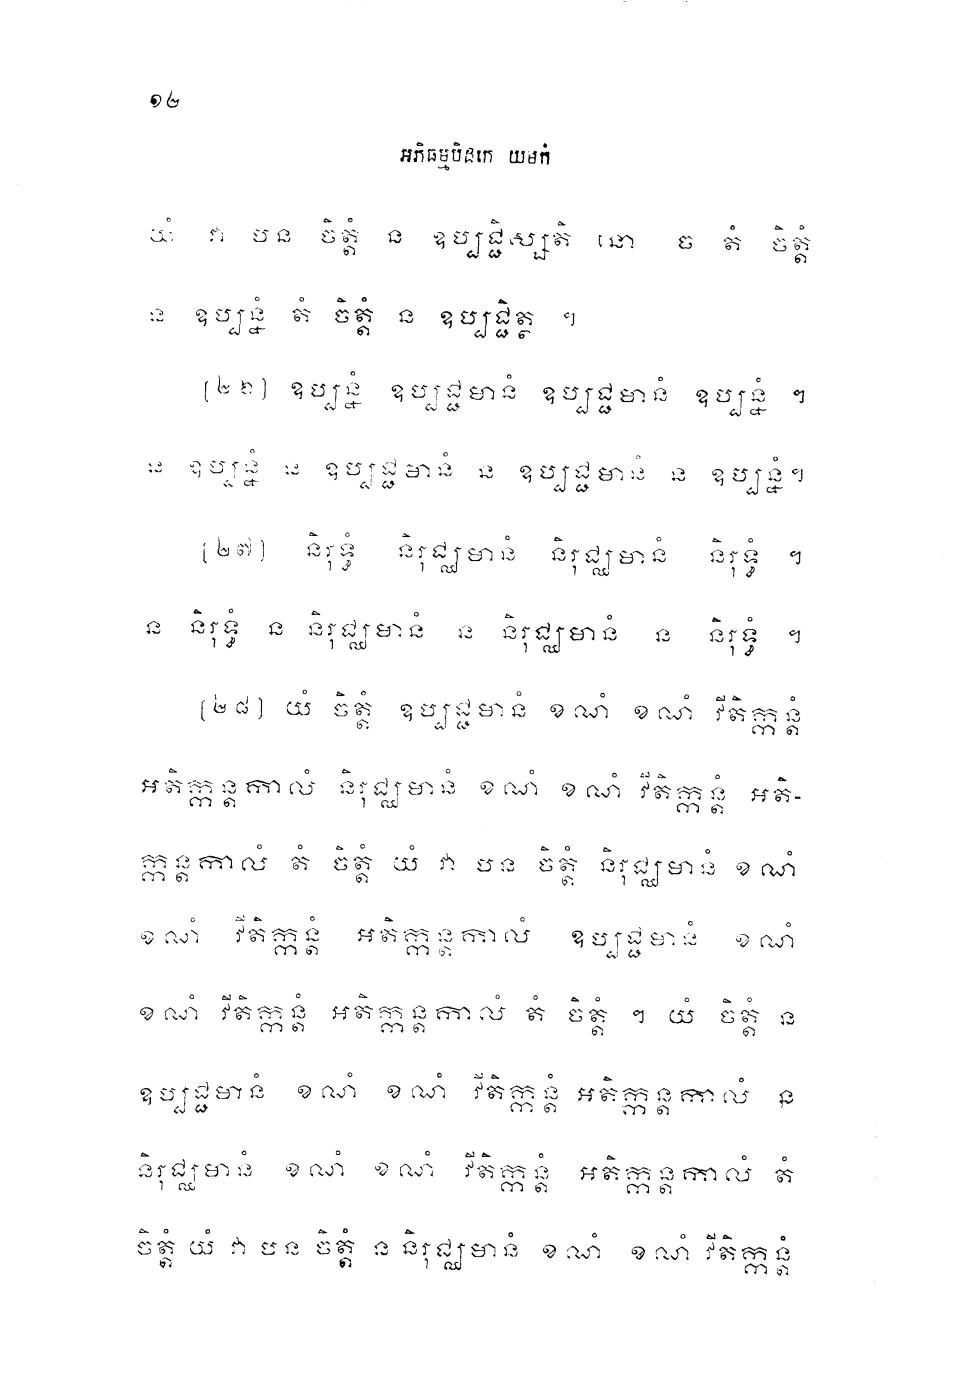 ១២
អភិធម្មបិដកេ យមកំ
យំ វា បន ចិត្តំ ន ឧប្បជ្ជិស្សតិ នោ ច តំ ចិត្តំ
ន ឧប្បន្នំ តំ ចិត្តំ ន ឧប្បជ្ជិត្ថ ។
(២៦) ឧប្បន្នំ ឧប្បជ្ជមានំ ឧប្បជ្ជមានំ ឧប្បន្នំ ។
ន ឧប្បន្នំ ន ឧប្បជ្ជមានំ ន ឧប្បជ្ជមានំ ន ឧប្បន្នំ។
(២៧) និរុទ្ធំ និរុជ្ឈមានំ និរុជ្ឈមានំ និរុទ្ធំ ។
ន និរុទ្ធំ ន និរុជ្ឈមានំ ន និរុជ្ឈមានំ ន និរុទ្ធំ ។
(២៨) យំ ចិត្តំ ឧប្បជ្ជមានំ ខណំ ខណំ វីតិក្កន្តំ
អតិក្កន្តកាលំ និរុជ្ឈមានំ ខណំ ខណំ វីតិក្កន្តំ អតិ-
ក្កន្តកាលំ តំ ចិត្តំ យំ វា បន ចិត្តំ និរុជ្ឈមានំ ខណំ
ខណំ វីតិក្កន្តំ អតិក្កន្តកាលំ ឧប្បជ្ជមានំ ខណំ
ខណំ វីតិក្កន្តំ អតិក្កន្តកាលំ តំ ចិត្តំ ។ យំ ចិត្តំ ន
ឧប្បជ្ជមានំ ខណំ ខណំ វីតិក្កន្តំ អតិក្កន្តកាលំ ន
និរុជ្ឈមានំ ខណំ ខណំ វីតិក្កន្តំ អតិក្កន្តកាលំ តំ
ចិត្តំ យំ វា បន ចិត្តំ ន និរុជ្ឈមានំ ខណំ ខណំ វីតិក្កន្តំ